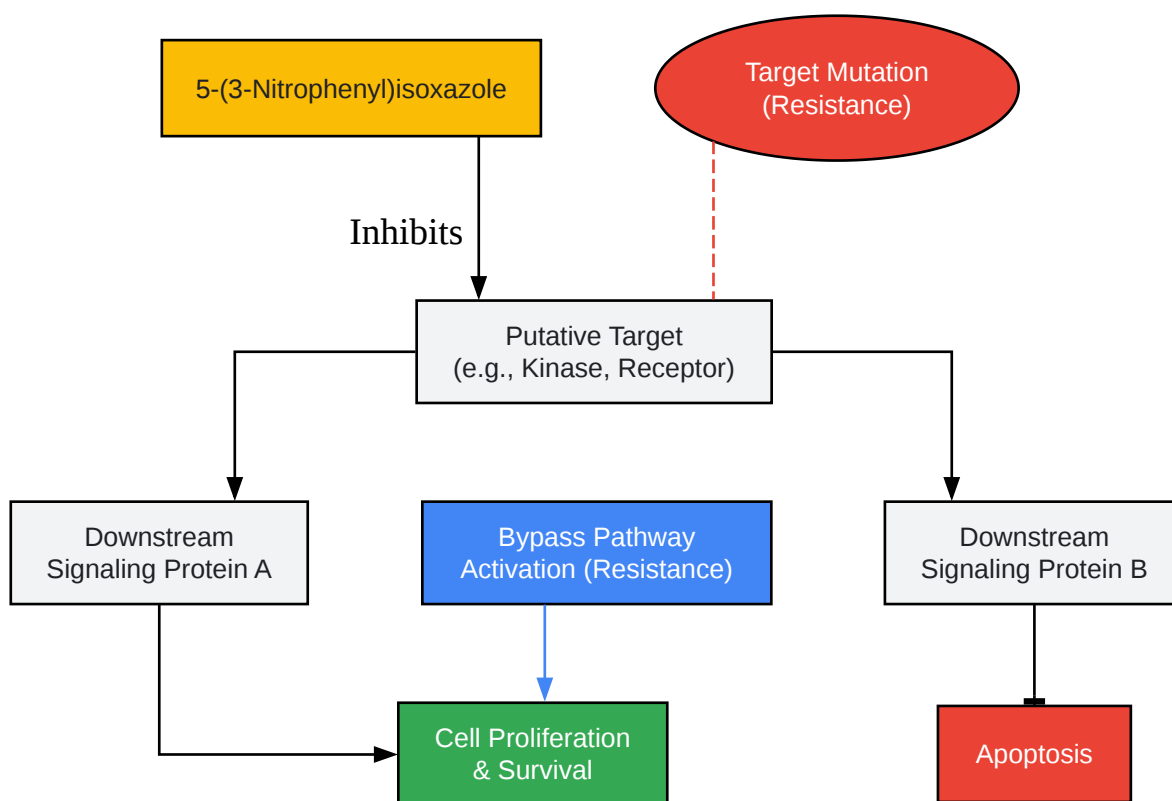 5-(3-Nitrophenyl)isoxazole
Target Mutation
(Resistance)
Inhibits
Putative Target
(e.g., Kinase, Receptor)
Downstream
Signaling Protein A
Bypass Pathway
Activation (Resistance)
Downstream
Signaling Protein B
Cell Proliferation
& Survival
Apoptosis